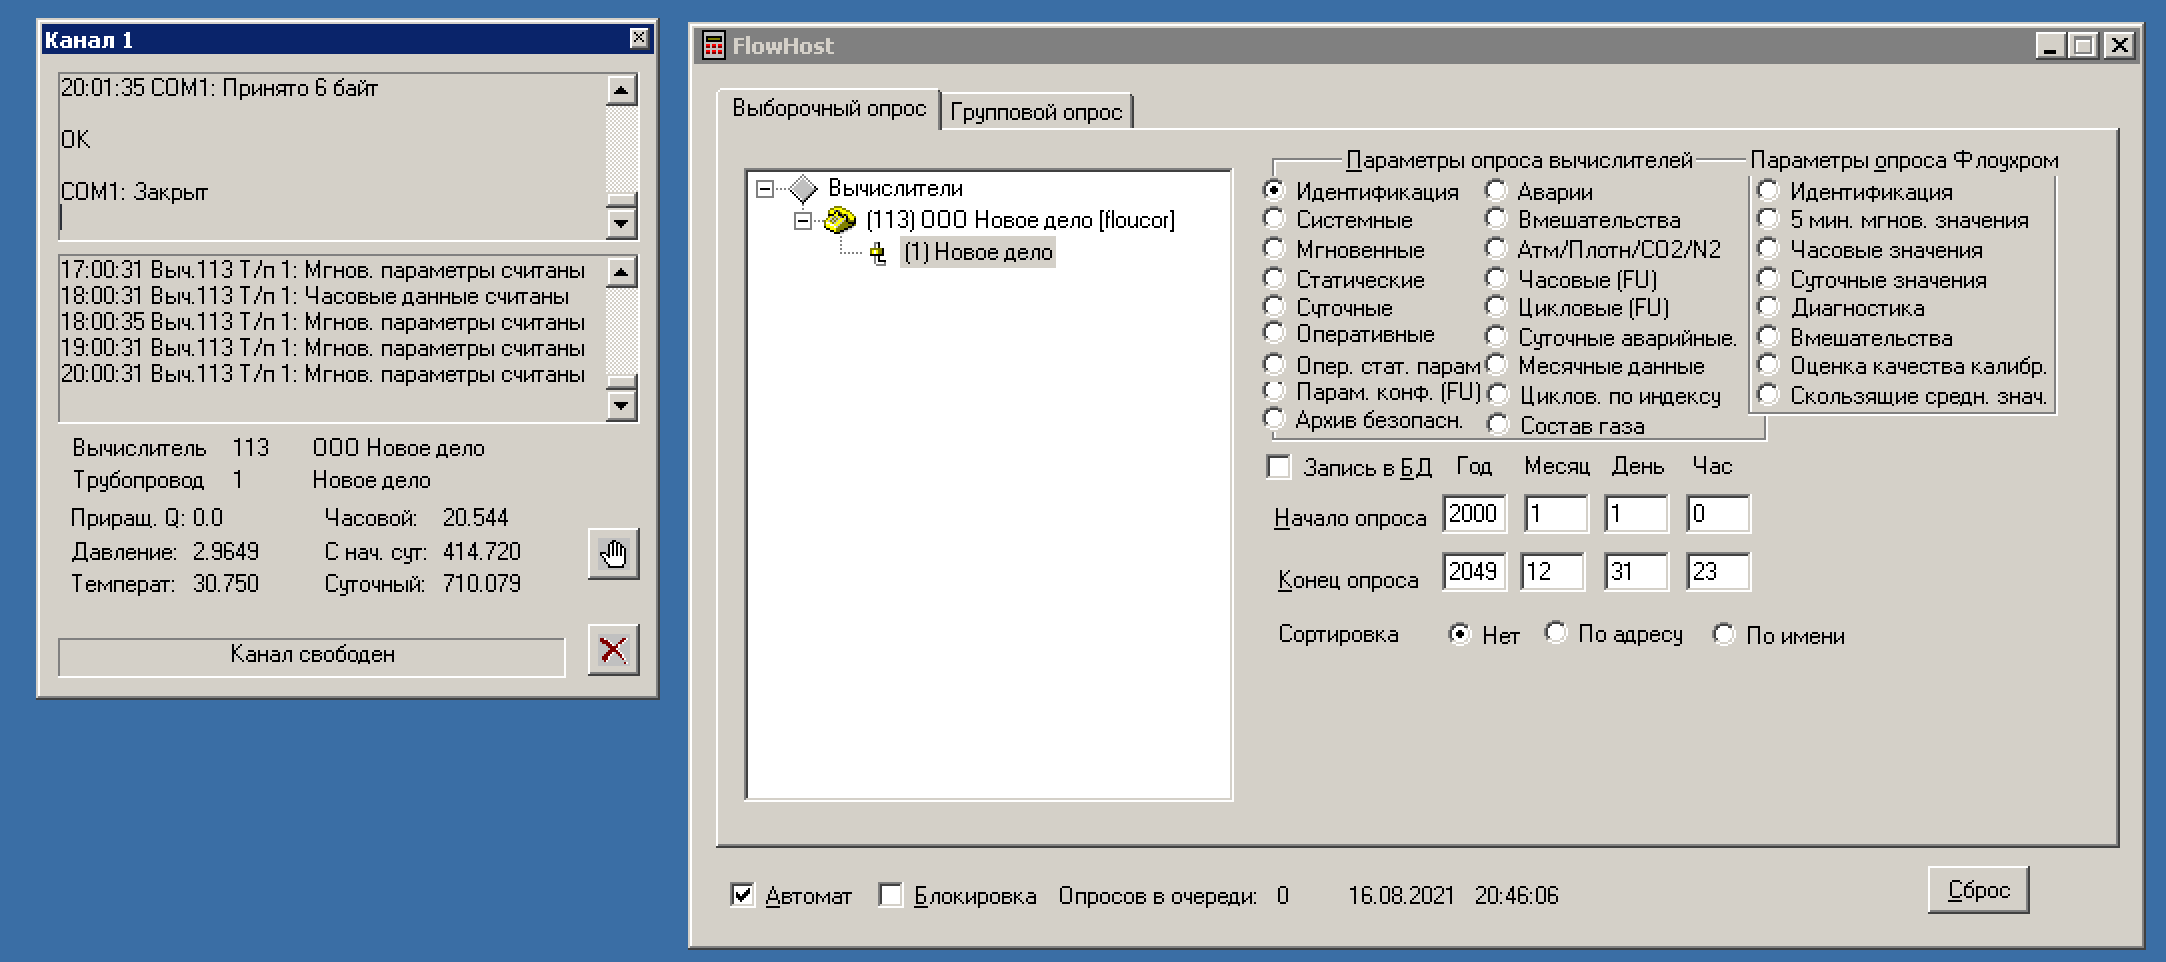 Канал 1
20:01:35 COM1: Принято 6 байт
OK
COM1: Закрыт
17:00:31 Выч.113 Т/п 1: Мгнов. параметры считаны
18:00:31 Выч.113 Т/п 1: Часовые данные считаны
18:00:35 Выч.113 Т/п 1: Мгнов. параметры считаны
19:00:31 Выч.113 Т/п 1: Мгнов. параметры считаны
20:00:31 Выч.113 Т/п 1: Мгнов. параметры считаны
Вычислитель 113 ООО Новое дело
Трубопровод 1 Новое дело
Приращ. Q: 0.0 Часовой: 20.544
Давление: 2.9649 С нач. сут: 414.720
Температ: 30.750 Суточный: 710.079
Канал свободен
FlowHost
Выборочный опрос Групповой опрос
Вычислители
(113) ООО Новое дело [floucor]
(1) Новое дело
Параметры опроса вычислителей
Идентификация Аварии
Системные Вмешательства
Мгновенные Атм/Плотн/CO2/N2
Статические Часовые (FU)
Суточные Цикловые (FU)
Оперативные Суточные аварийные.
Опер. стат. парам Месячные данные
Парам. конф. (FU) Циклов. по индексу
Архив безопасн. Состав газа
Параметры опроса Флоухром
Идентификация
5 мин. мгнов. значения
Часовые значения
Суточные значения
Диагностика
Вмешательства
Оценка качества калибр.
Скользящие средн. знач.
Запись в БД Год Месяц День Час
Начало опроса 2000 1 1 0
Конец опроса 2049 12 31 23
Сортировка Нет По адресу По имени
Автомат Блокировка Опросов в очереди: 0 16.08.2021 20:46:06
Сброс